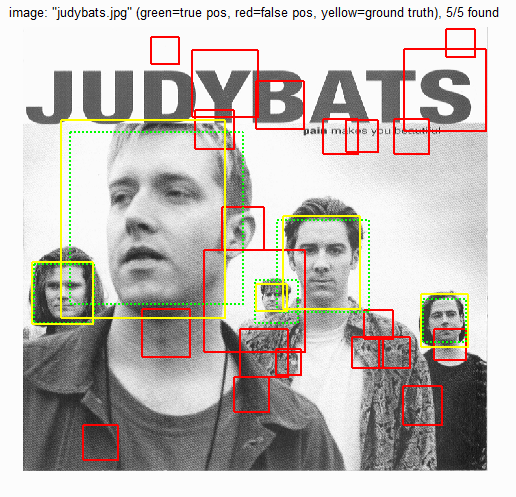 image: "judybats.jpg" (green=true pos, red=false pos, yellow=ground truth), 5/5 found
JUDYBATS
pain makes you beautiful